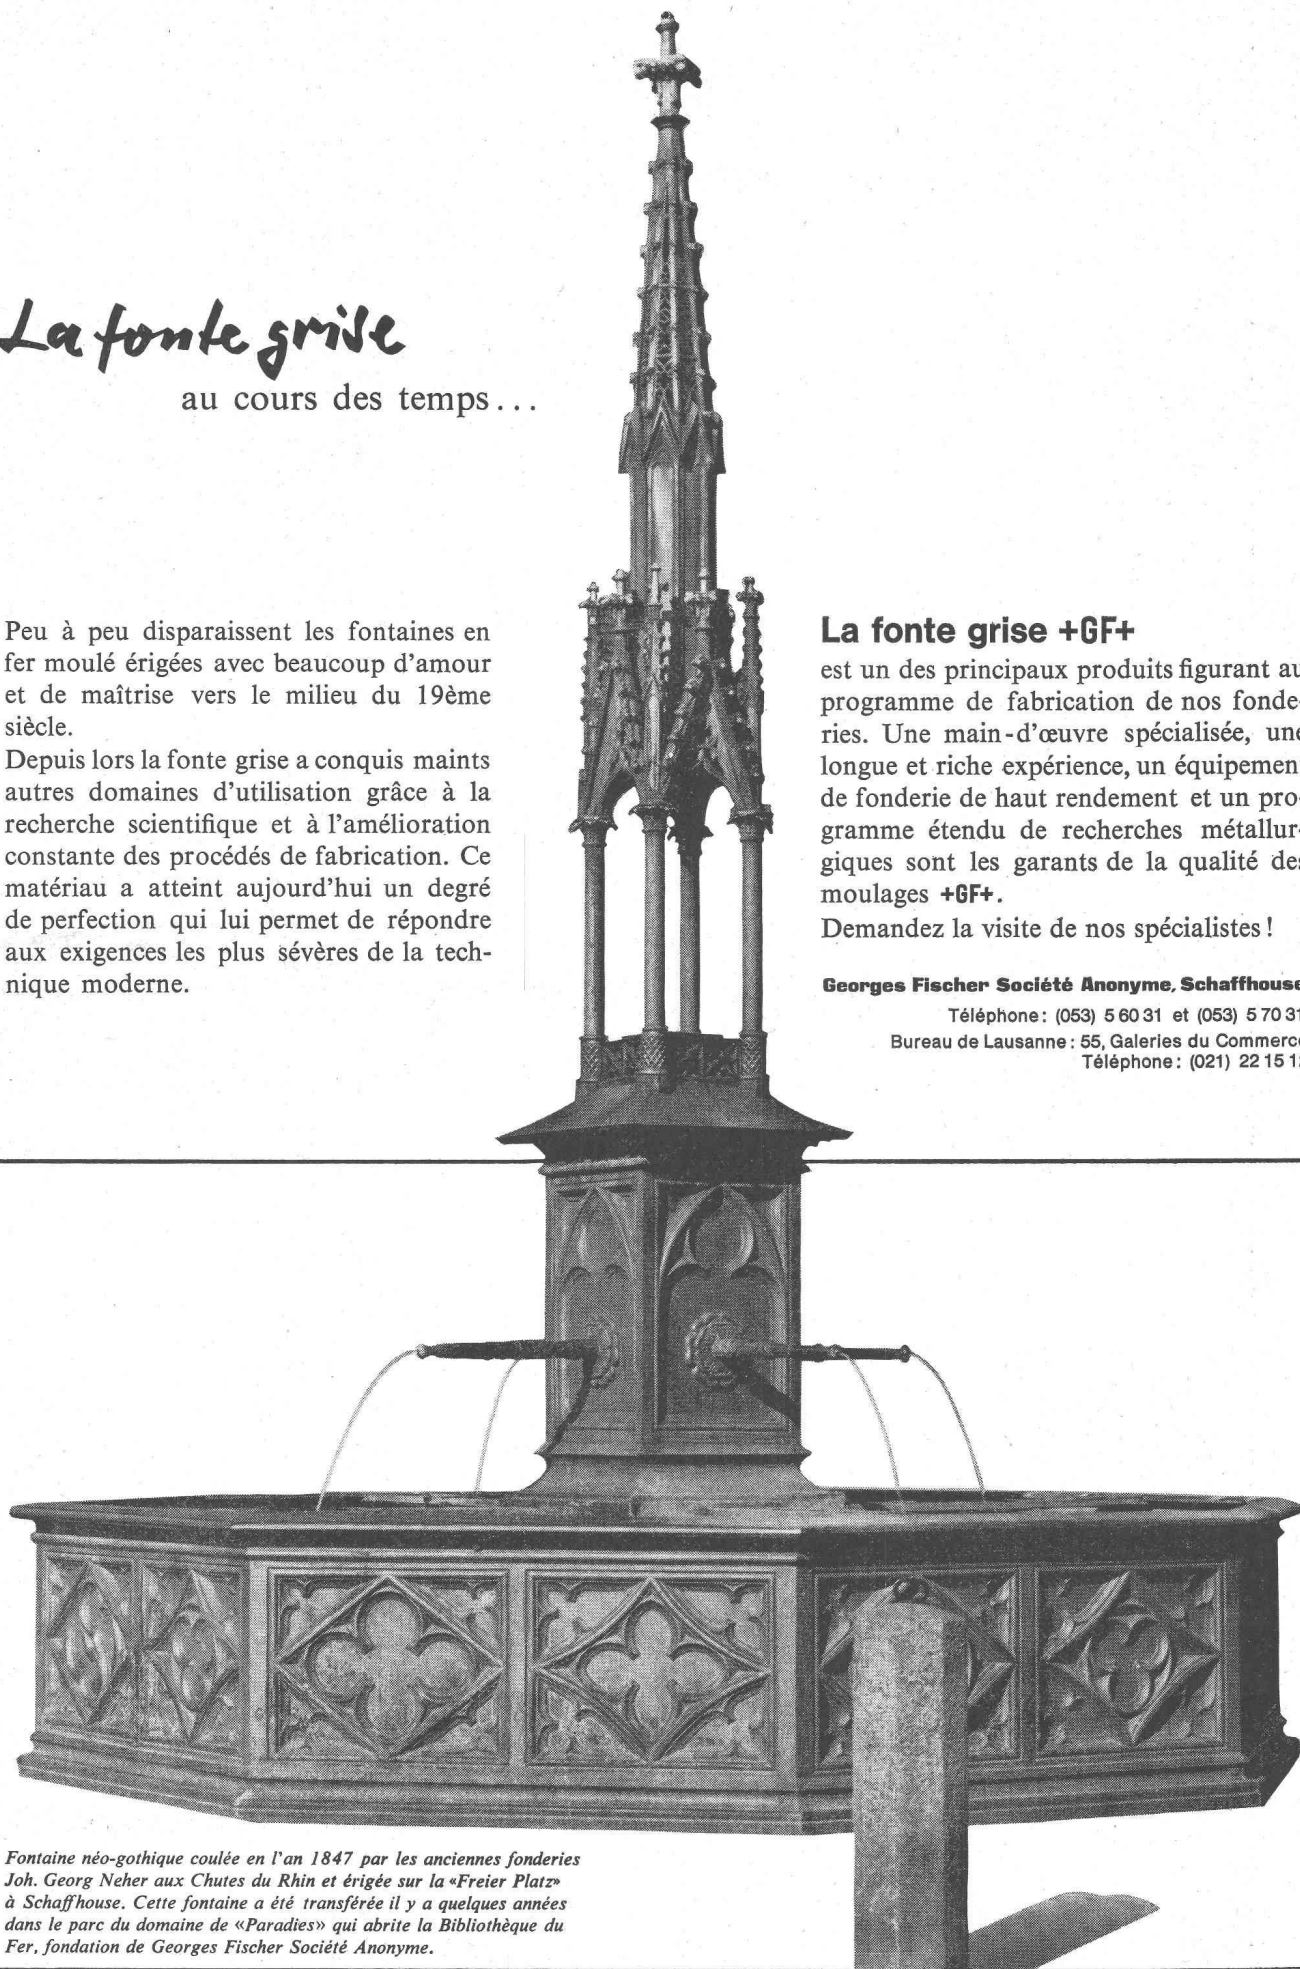 La fonte grise
au cours des temps...
Peu à peu disparaissent les fontaines en
fer moulé érigées avec beaucoup d'amour
et de maîtrise vers le milieu du 19ème
siècle.
Depuis lors la fonte grise a conquis maints
autres domaines d'utilisation grâce à la
recherche scientifique et à l'amélioration
constante des procédés de fabrication. Ce
matériau a atteint aujourd'hui un degré
de perfection qui lui permet de répondre
aux exigences les plus sévères de la tech-
nique moderne.
La fonte grise +GF+
est un des principaux produits figurant au
programme de fabrication de nos fonde-
ries. Une main-d'œuvre spécialisée, une
longue et riche expérience, un équipement
de fonderie de haut rendement et un pro-
gramme étendu de recherches métallur-
giques sont les garants de la qualité des
moulages +GF+.
Demandez la visite de nos spécialistes !
Georges Fischer Société Anonyme, Schaffhouse
Téléphone: (053) 5 60 31 et (053) 5 70 31
Bureau de Lausanne: 55, Galeries du Commerce
Téléphone: (021) 22 15
Fontaine néo-gothique coulée en l'an 1847 par les anciennes fonderies
Joh. Georg Neher aux Chutes du Rhin et érigée sur la «Freier Platz»
à Schaffhouse. Cette fontaine a été transférée il y a quelques années
dans le parc du domaine de «Paradies» qui abrite la Bibliothèque du
Fer, fondation de Georges Fischer Société Anonyme.